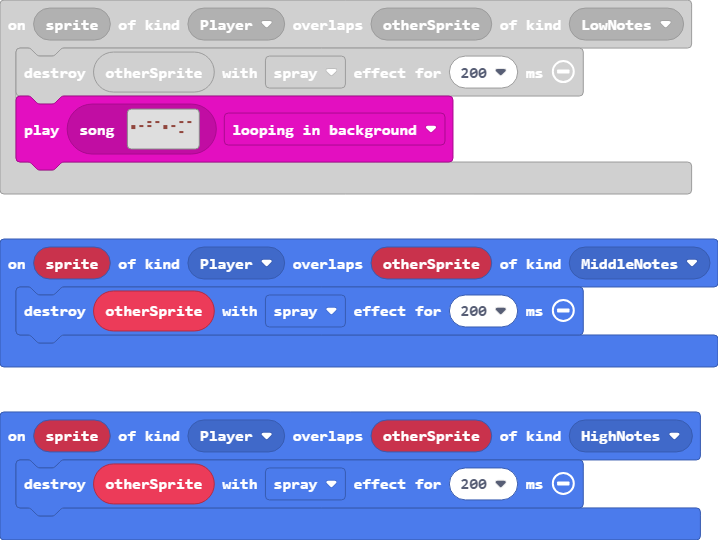 on sprite of kind Player overlaps otherSprite of kind LowNotes
destroy otherSprite with spray effect for 200 ms
play song looping in background
on sprite of kind Player overlaps otherSprite of kind MiddleNotes
destroy otherSprite with spray effect for 200 ms
on sprite of kind Player overlaps otherSprite of kind HighNotes
destroy otherSprite with spray effect for 200 ms